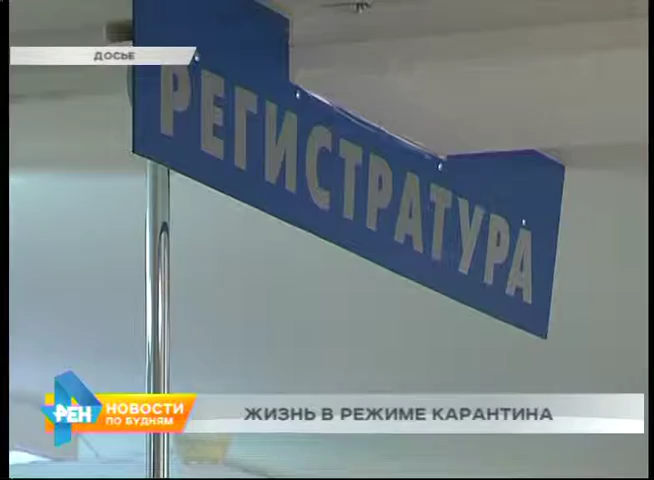 ДОСЬЕ
РЕГИСТРАТУРА
РЕН
НОВОСТИ
ПО БУДНЯМ
ЖИЗНЬ В РЕЖИМЕ КАРАНТИНА